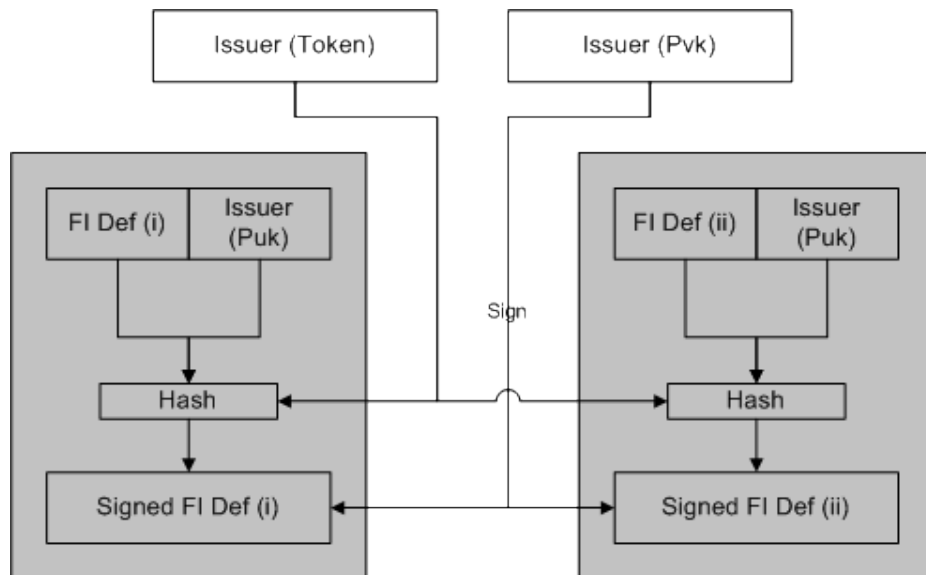 Issuer (Token)
Issuer (Pvk)
FI Def (i)
Issuer
(Puk)
FI Def (ii)
Issuer
(Puk)
Sign
Hash
Hash
Signed FI Def (i)
Signed FI Def (ii)